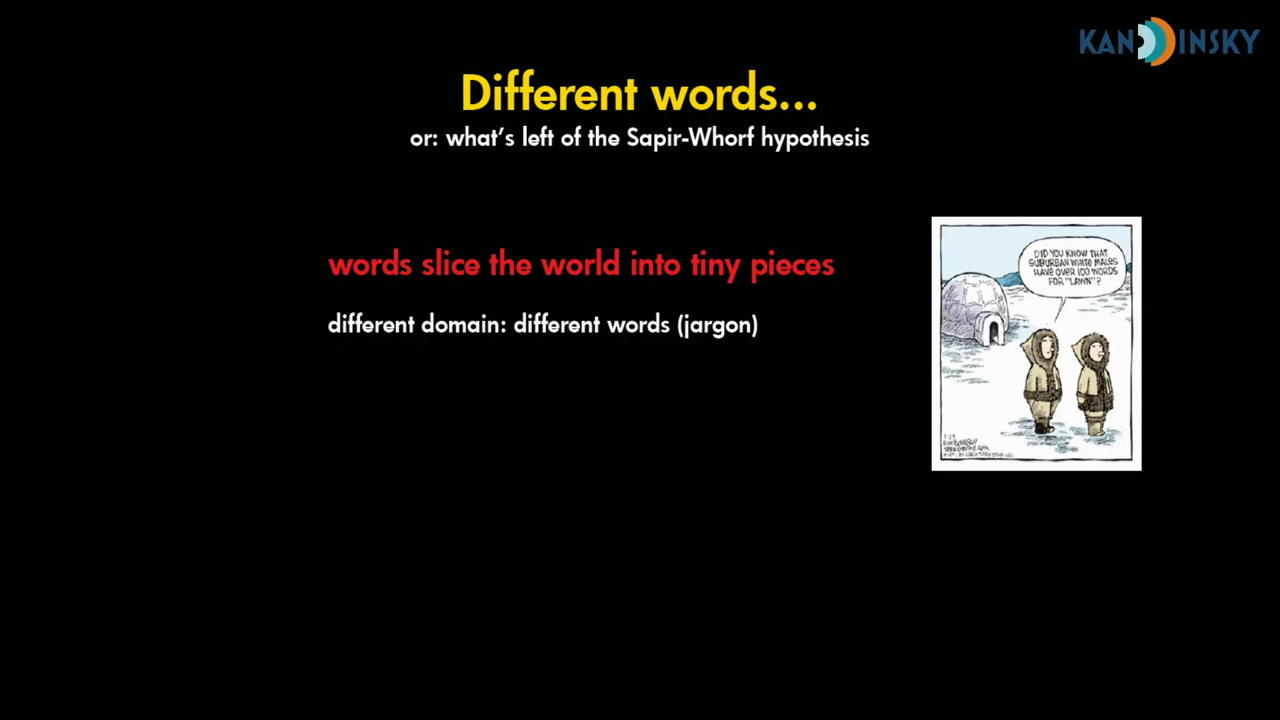 KANDINSKY
Different words...
or: what's left of the Sapir-Whorf hypothesis
words slice the world into tiny pieces
different domain: different words (jargon)
DID YOU KNOW THAT
SUBURBAN WHITE MALES
HAVE OVER 100 WORDS
FOR "LAWN"?